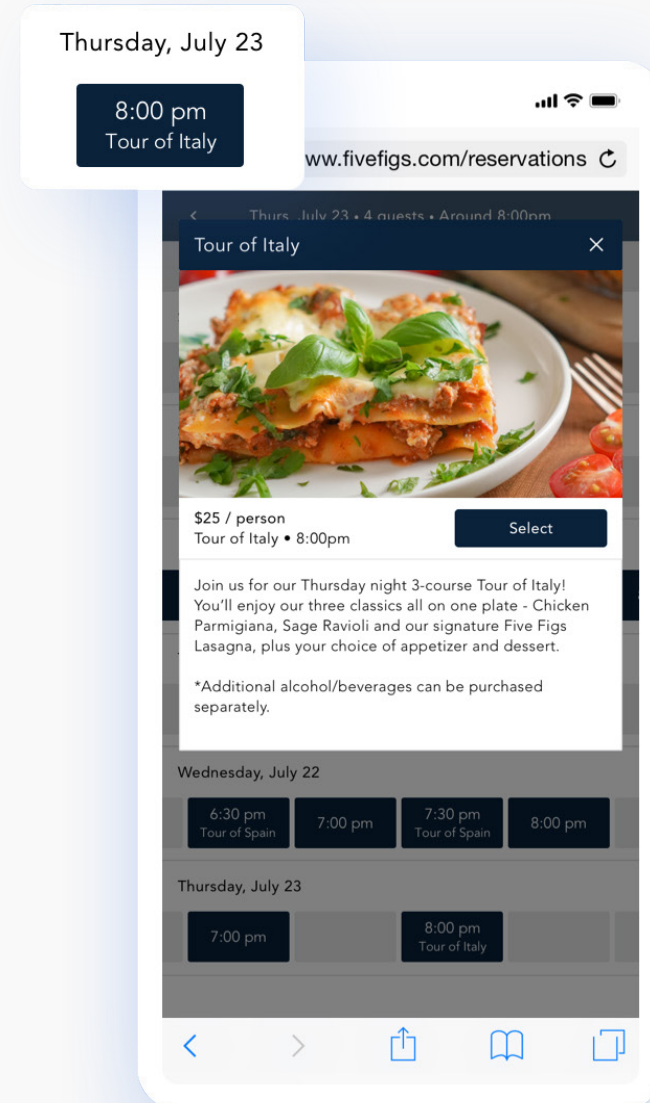 Thursday, July 23
8:00 pm
Tour of Italy
ww.fivefigs.com/reservations
Thurs, July 23 • 4 guests • Around 8:00pm
Tour of Italy
$25 / person
Tour of Italy • 8:00pm
Select
Join us for our Thursday night 3-course Tour of Italy!
You’ll enjoy our three classics all on one plate - Chicken
Parmigiana, Sage Ravioli and our signature Five Figs
Lasagna, plus your choice of appetizer and dessert.
*Additional alcohol/beverages can be purchased
separately.
Wednesday, July 22
6:30 pm
Tour of Spain
7:00 pm
7:30 pm
Tour of Spain
8:00 pm
Thursday, July 23
7:00 pm
8:00 pm
Tour of Italy